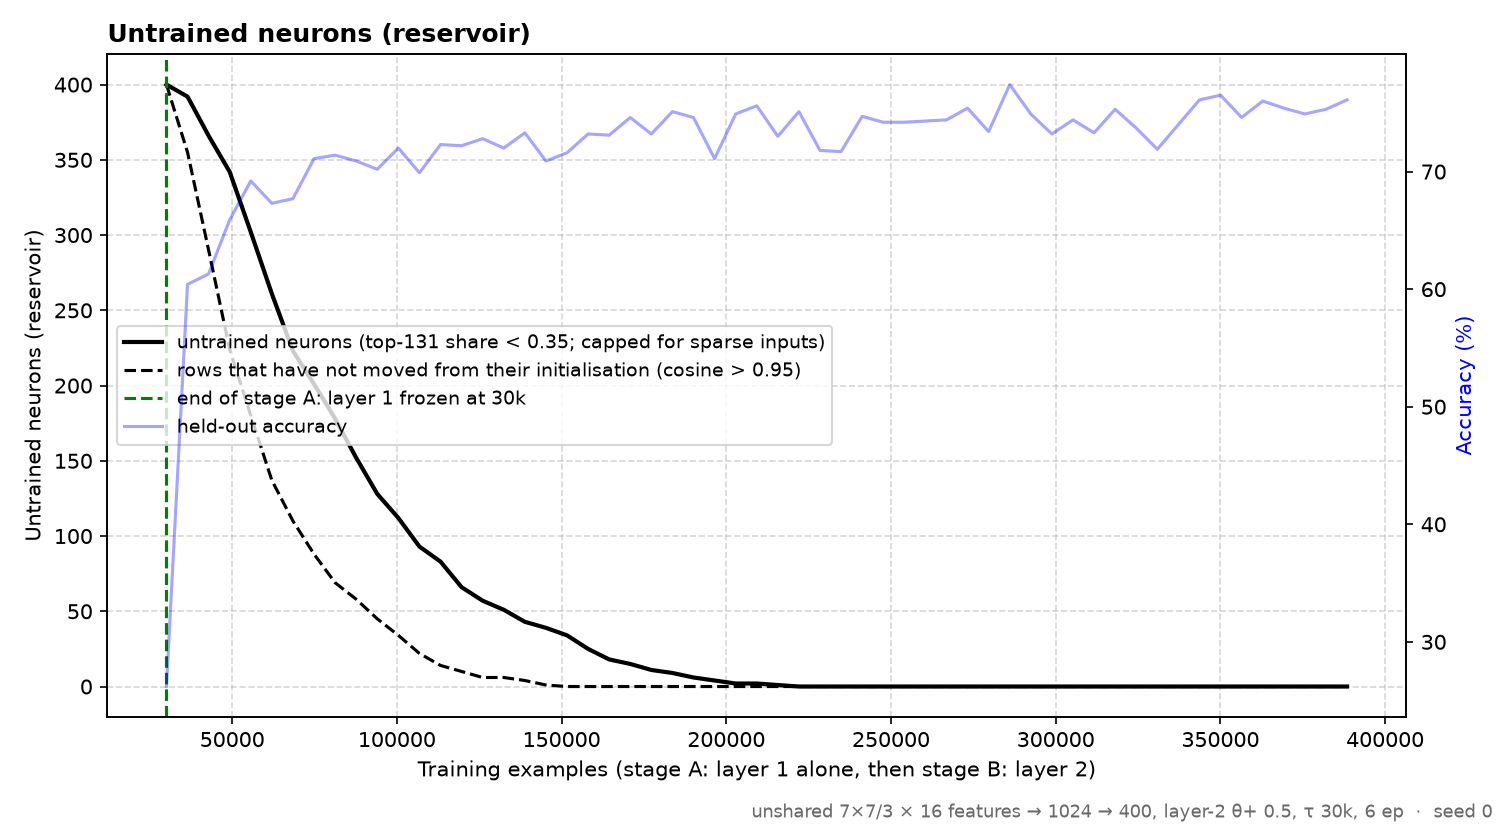 Untrained neurons (reservoir)
400
350
300
250
200
150
100
50
0
Untrained neurons (reservoir)
untrained neurons (top-131 share < 0.35; capped for sparse inputs)
rows that have not moved from their initialisation (cosine > 0.95)
end of stage A: layer 1 frozen at 30k
held-out accuracy
70
60
50
40
30
Accuracy (%)
50000 100000 150000 200000 250000 300000 350000 400000
Training examples (stage A: layer 1 alone, then stage B: layer 2)
unshared 7×7/3 × 16 features → 1024 → 400, layer-2 θ+ 0.5, τ 30k, 6 ep · seed 0